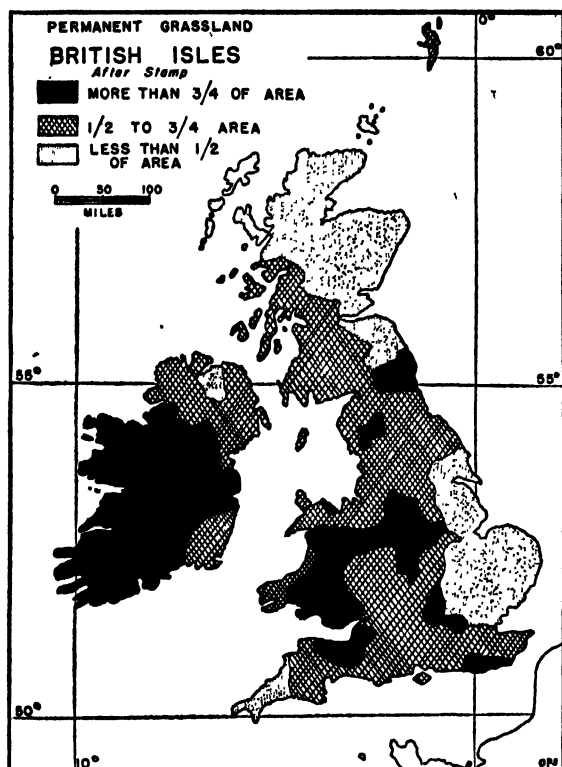 PERMANENT GRASSLAND
BRITISH ISLES
After Stamp
MORE THAN 3/4 OF AREA
1/2 TO 3/4 AREA
LESS THAN 1/2
OF AREA
0 50 100
MILES
0°
60°
55°
55°
50°
10°